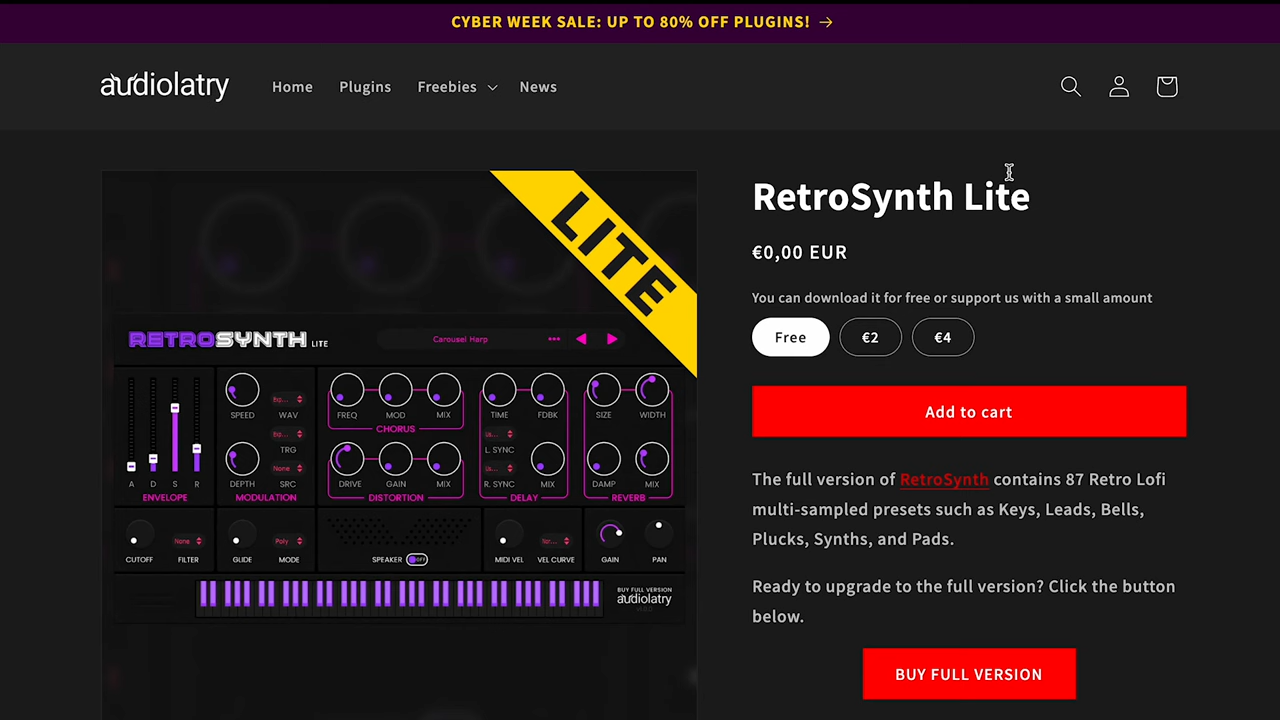 CYBER WEEK SALE: UP TO 80% OFF PLUGINS! →
audiolatry Home Plugins Freebies News
LITE
RetroSynth Lite
€0,00 EUR
You can download it for free or support us with a small amount
Free €2 €4
Add to cart
The full version of RetroSynth contains 87 Retro Lofi
multi-sampled presets such as Keys, Leads, Bells,
Plucks, Synths, and Pads.
Ready to upgrade to the full version? Click the button
below.
BUY FULL VERSION
RETROSYNTH LITE Carousel Harp
SPEED WAV FREQ MOD MIX TIME FDBK SIZE WIDTH
CHORUS
TRG L. SYNC
None
DEPTH SRC DRIVE GAIN MIX R. SYNC MIX DAMP MIX
A D S R
ENVELOPE MODULATION DISTORTION DELAY REVERB
None Poly
CUTOFF FILTER GLIDE MODE SPEAKER OFF MIDI VEL VEL CURVE GAIN PAN
BUY FULL VERSION
audiolatry